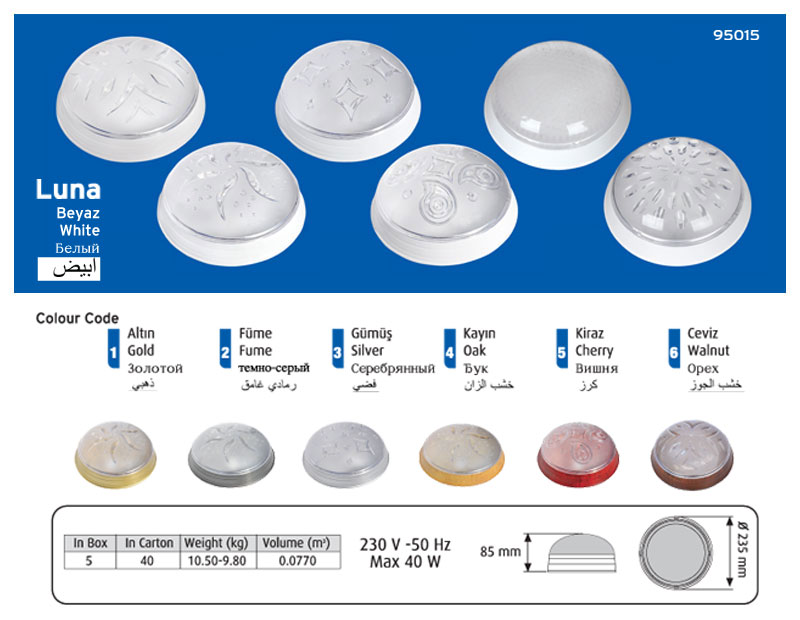 95015
Luna
Beyaz
White
Белый
ابيض
Colour Code
1
Altın
Gold
Золотой
ذهبي
2
Füme
Fume
темно-серый
رمادي غامق
3
Gümüş
Silver
Серебрянный
فضي
4
Kayın
Oak
Ђук
خشب الزان
5
Kiraz
Cherry
Вишня
كرز
6
Ceviz
Walnut
Орех
خشب الجوز
In Box In Carton Weight (kg) Volume (m³)
5 40 10.50-9.80 0.0770
230 V -50 Hz
Max 40 W
85 mm
Ø 235 mm